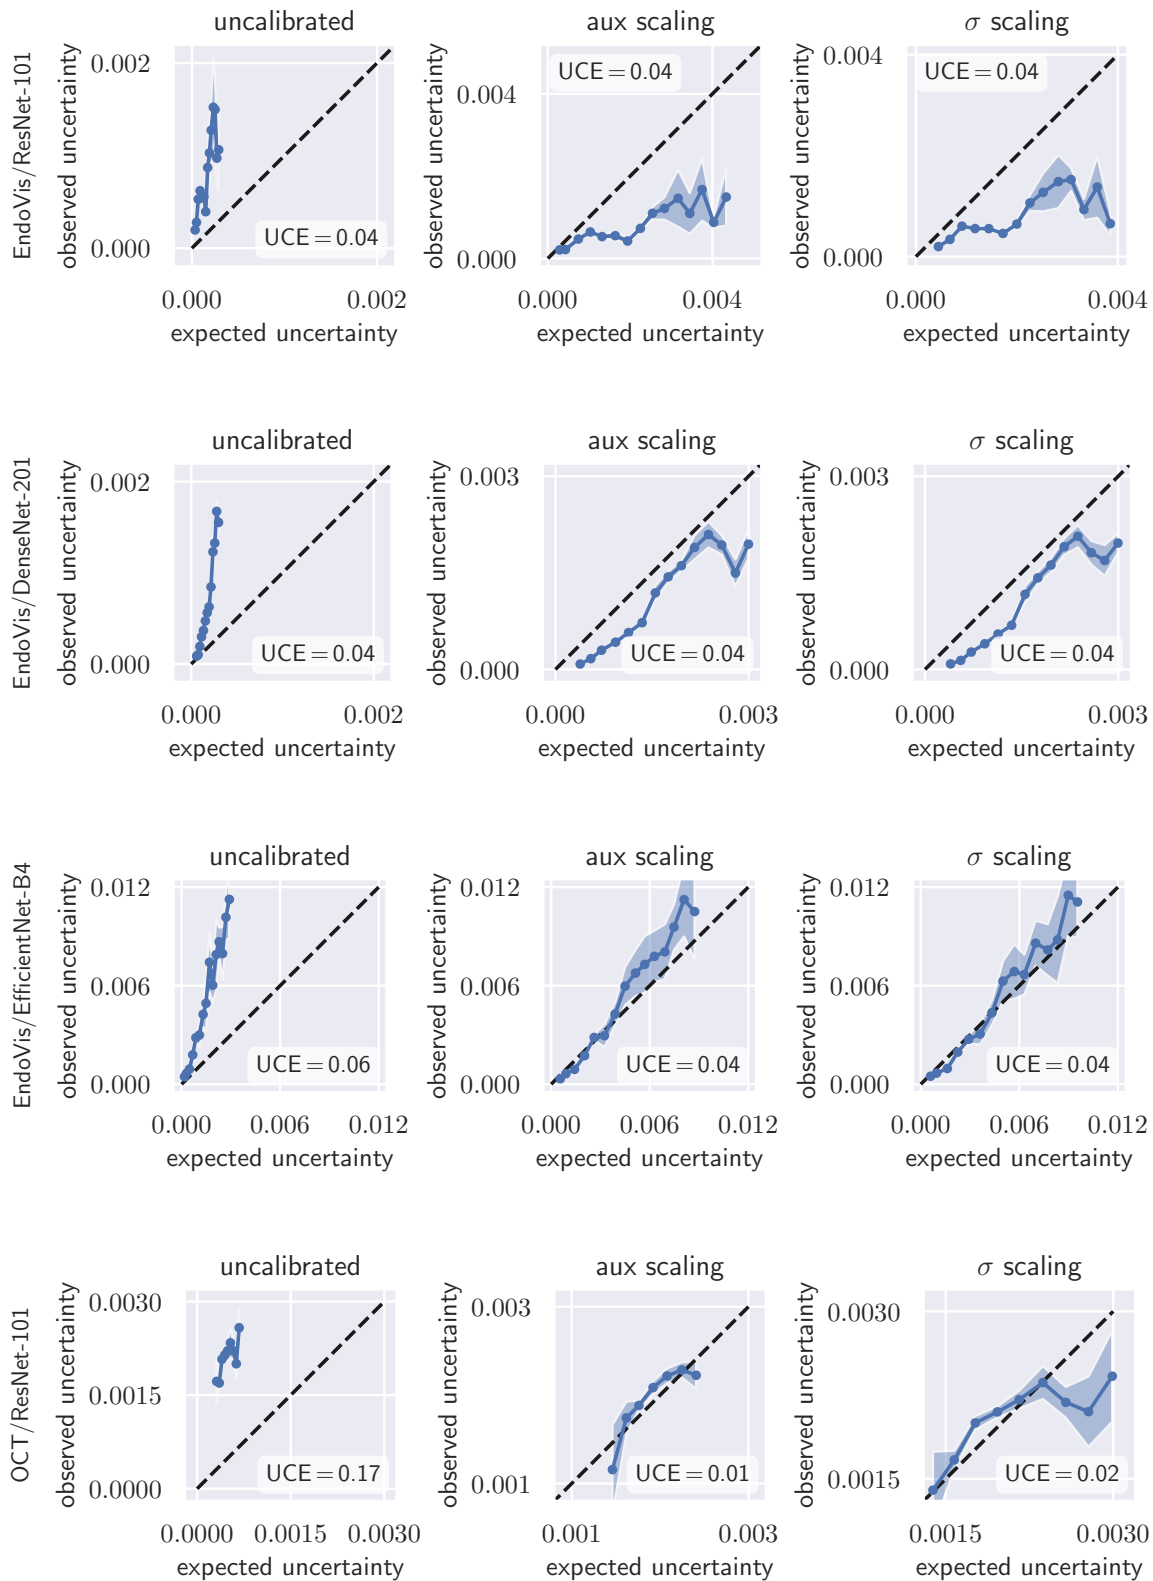 EndoVis/ResNet-101
uncalibrated
observed uncertainty
0.002
0.000
UCE = 0.04
0.000 0.002
expected uncertainty
aux scaling
observed uncertainty
0.004
0.000
UCE = 0.04
0.000 0.004
expected uncertainty
σ scaling
observed uncertainty
0.004
0.000
UCE = 0.04
0.000 0.004
expected uncertainty
EndoVis/DenseNet-201
uncalibrated
observed uncertainty
0.002
0.000
UCE = 0.04
0.000 0.002
expected uncertainty
aux scaling
observed uncertainty
0.003
0.000
UCE = 0.04
0.000 0.003
expected uncertainty
σ scaling
observed uncertainty
0.003
0.000
UCE = 0.04
0.000 0.003
expected uncertainty
EndoVis/EfficientNet-B4
uncalibrated
observed uncertainty
0.012
0.006
0.000
UCE = 0.06
0.000 0.006 0.012
expected uncertainty
aux scaling
observed uncertainty
0.012
0.006
0.000
UCE = 0.04
0.000 0.006 0.012
expected uncertainty
σ scaling
observed uncertainty
0.012
0.006
0.000
UCE = 0.04
0.000 0.006 0.012
expected uncertainty
OCT/ResNet-101
uncalibrated
observed uncertainty
0.0030
0.0015
0.0000
UCE = 0.17
0.0000 0.0015 0.0030
expected uncertainty
aux scaling
observed uncertainty
0.003
0.001
UCE = 0.01
0.001 0.003
expected uncertainty
σ scaling
observed uncertainty
0.0030
0.0015
UCE = 0.02
0.0015 0.0030
expected uncertainty